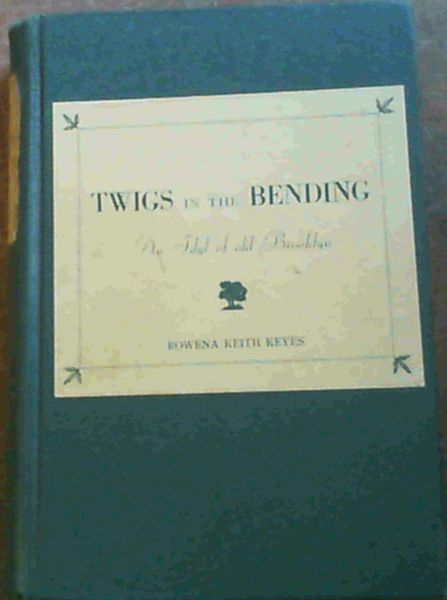 TWIGS IN THE BENDING
An Idyl of old Brooklyn
ROWENA KEITH KEYES